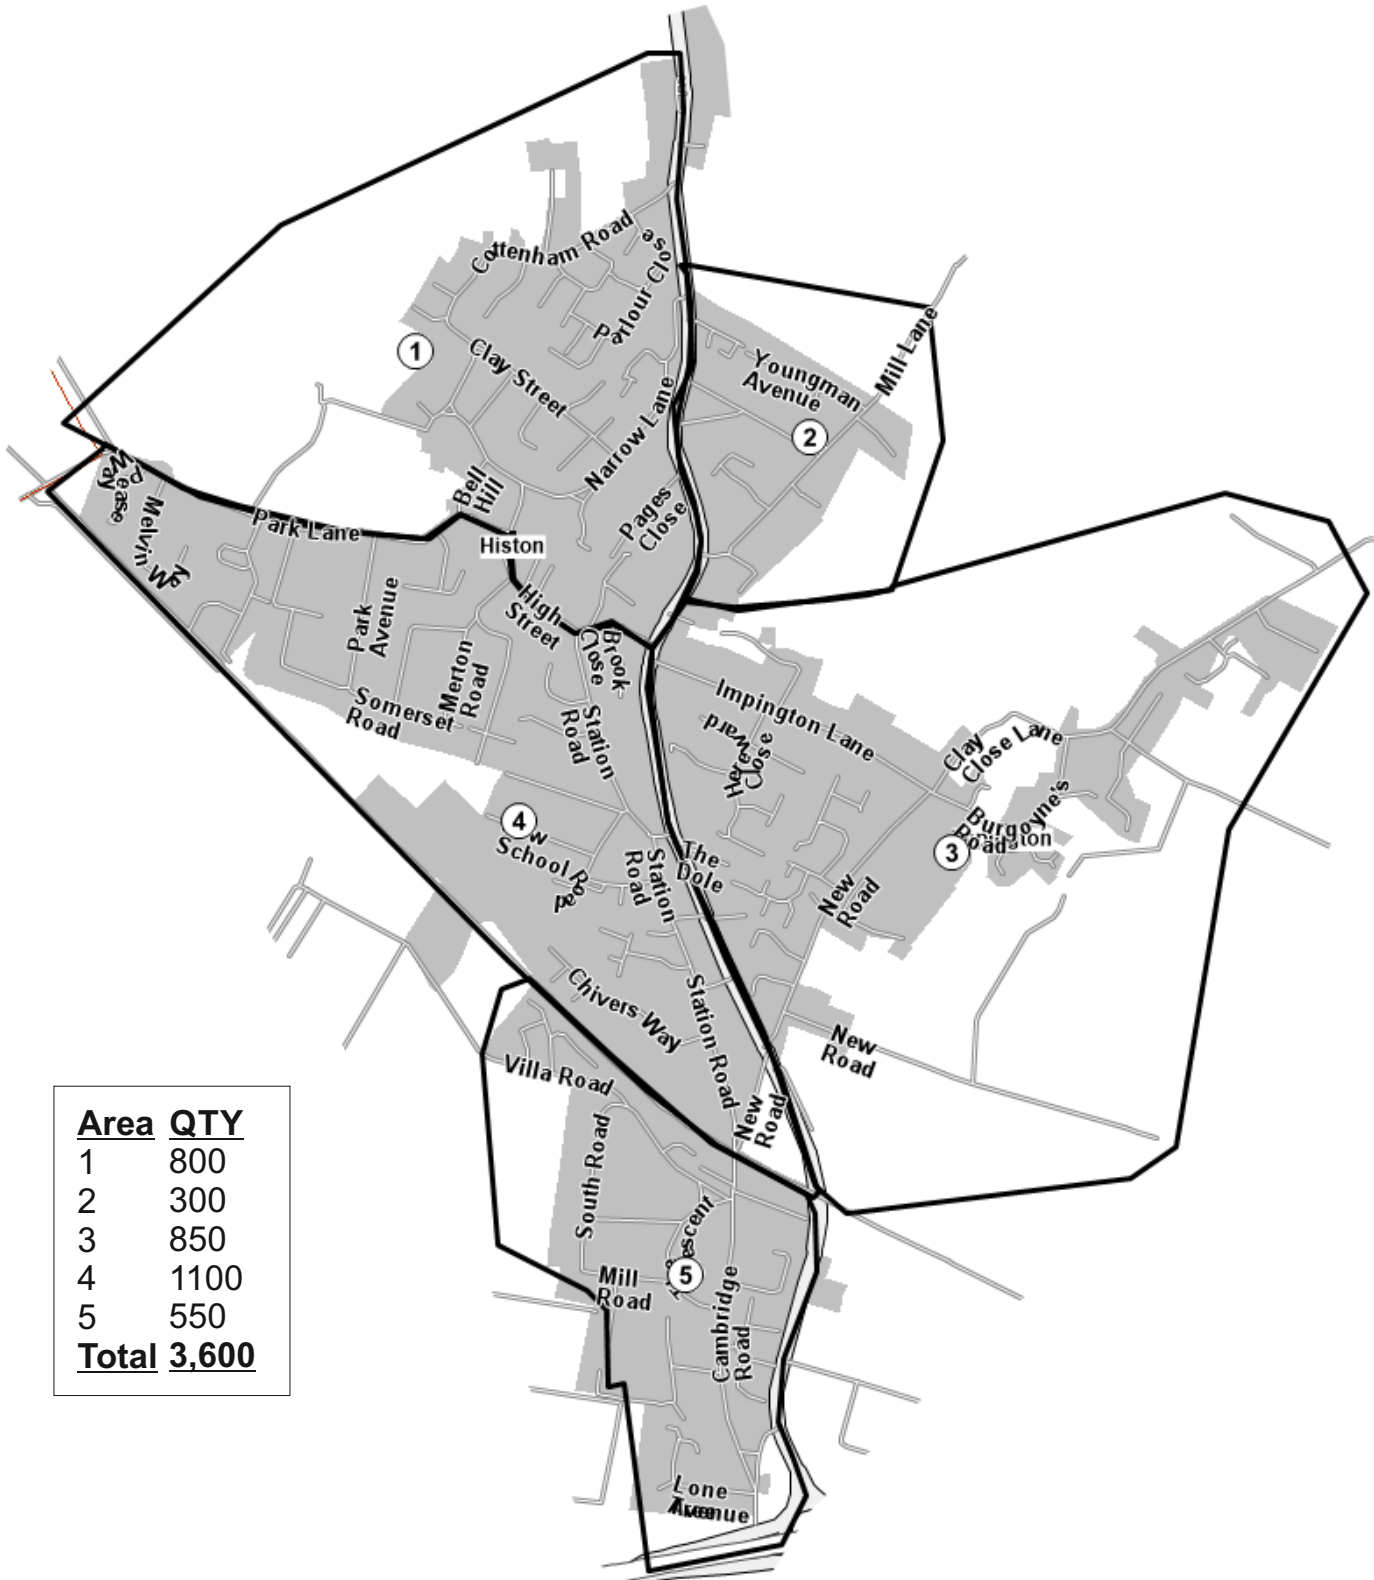 Cottenham Road
Parlour Close
1
Clay Street
Mill Lane
Youngman
Avenue
2
Narrow Lane
Bell
Hill
Pages
Close
Pease
Way
Melvin Way
Park Lane
Histon
High
Street
Park
Avenue
Brook
Close
Merton
Road
Somerset
Road
Station
Road
Impington Lane
Hereward
Close
Clay
Close Lane
Burgoyne's
Road
3
4
School Road
The
Dole
Station
Road
New
Road
Chivers Way
Station Road
New
Road
Villa Road
New
Road
South Road
5
Mill
Road
Cambridge
Road
Lone
Avenue
Area QTY
1 800
2 300
3 850
4 1100
5 550
Total 3,600